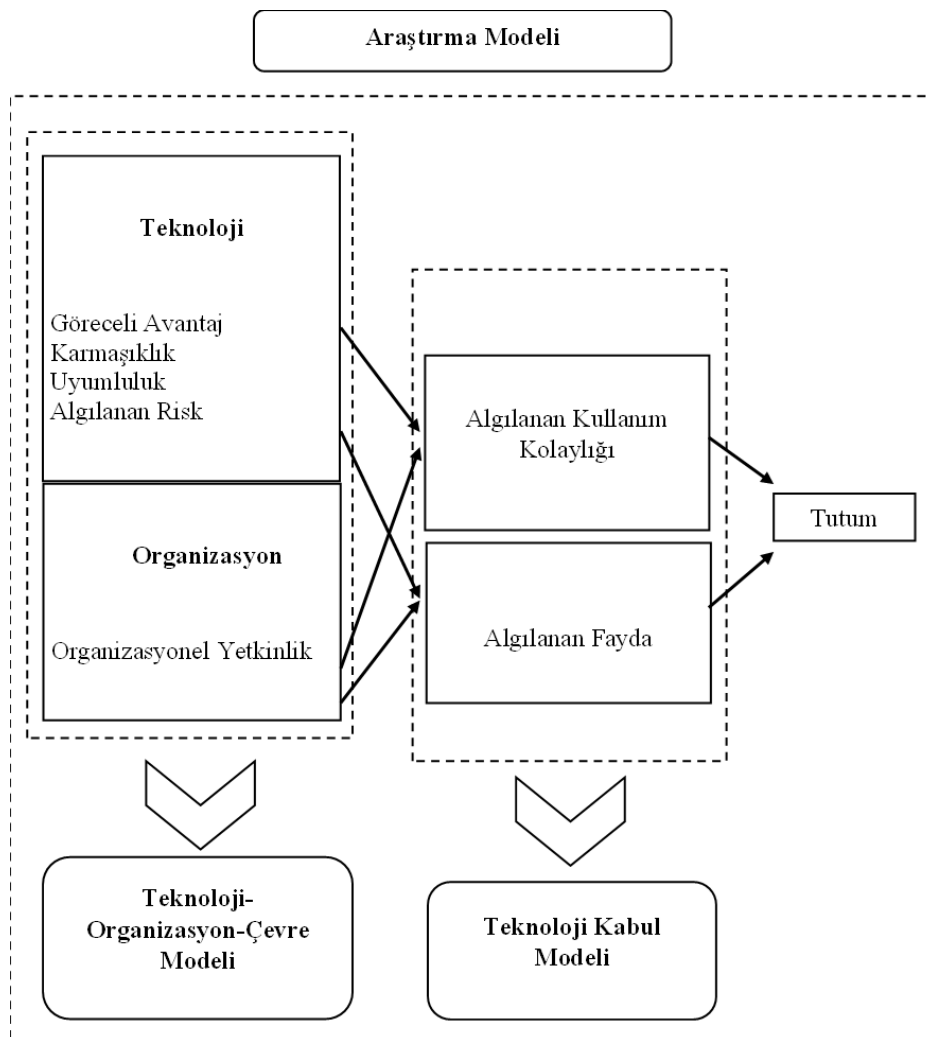 Araştırma Modeli
Teknoloji
Göreceli Avantaj
Karmaşıklık
Uyumluluk
Algılanan Risk
Organizasyon
Organizasyonel Yetkinlik
Algılanan Kullanım
Kolaylığı
Algılanan Fayda
Tutum
Teknoloji-
Organizasyon-Çevre
Modeli
Teknoloji Kabul
Modeli